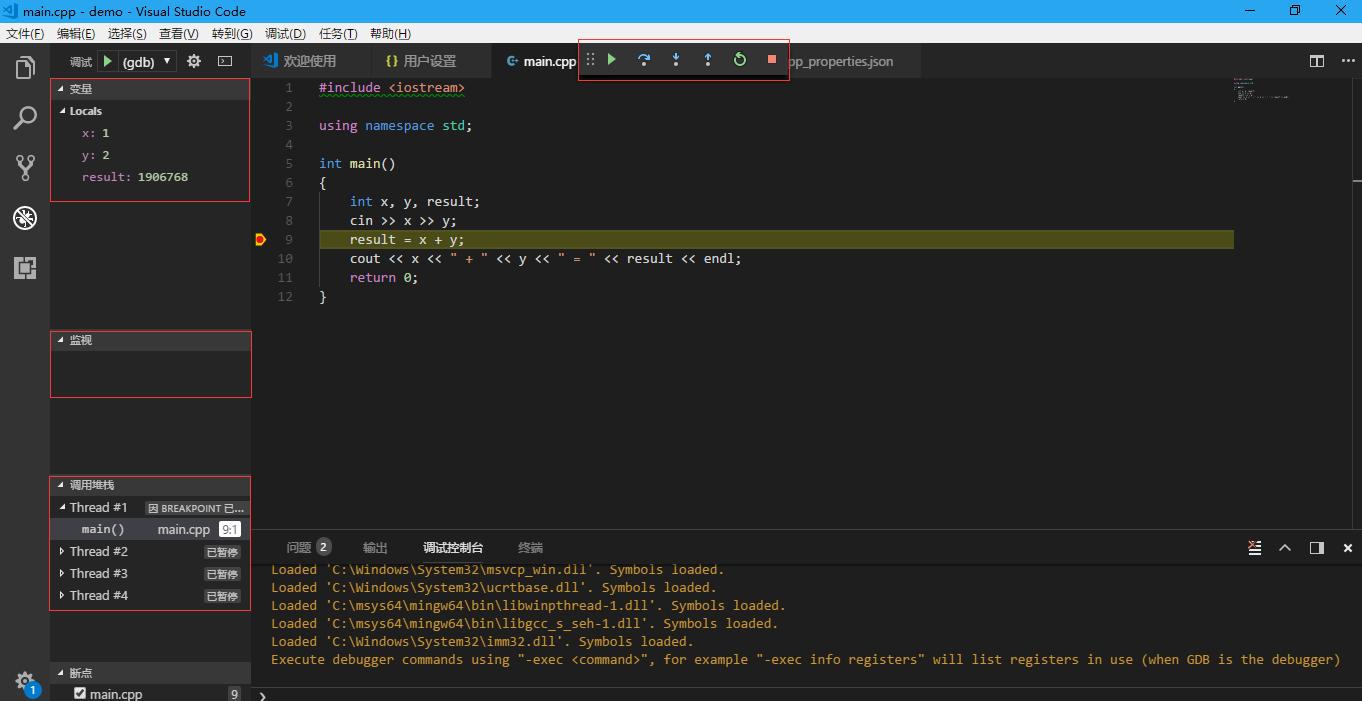 main.cpp - demo - Visual Studio Code
文件(F) 编辑(E) 选择(S) 查看(V) 转到(G) 调试(D) 任务(T) 帮助(H)
调试 (gdb)
欢迎使用 {} 用户设置 main.cpp pp_properties.json
变量
Locals
x: 1
y: 2
result: 1906768
监视
调用堆栈
Thread #1 因 BREAKPOINT 已...
main() main.cpp 9:1
Thread #2 已暂停
Thread #3 已暂停
Thread #4 已暂停
断点
main.cpp 9
1
1 #include <iostream>
2
3 using namespace std;
4
5 int main()
6 {
7 int x, y, result;
8 cin >> x >> y;
9 result = x + y;
10 cout << x << " + " << y << " = " << result << endl;
11 return 0;
12 }
问题 2 输出 调试控制台 终端
Loaded 'C:\Windows\System32\msvcp_win.dll'. Symbols loaded.
Loaded 'C:\Windows\System32\ucrtbase.dll'. Symbols loaded.
Loaded 'C:\msys64\mingw64\bin\libwinpthread-1.dll'. Symbols loaded.
Loaded 'C:\msys64\mingw64\bin\libgcc_s_seh-1.dll'. Symbols loaded.
Loaded 'C:\Windows\System32\imm32.dll'. Symbols loaded.
Execute debugger commands using "-exec <command>", for example "-exec info registers" will list registers in use (when GDB is the debugger)